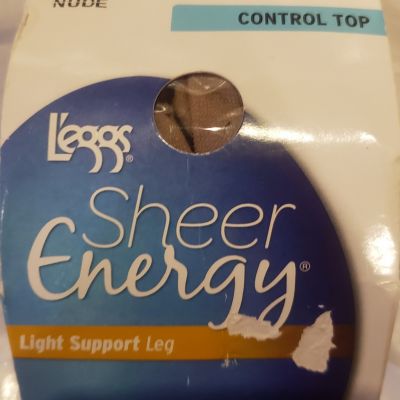 NUDE
CONTROL TOP
L'eggs®
Sheer
Energy®
Light Support Leg